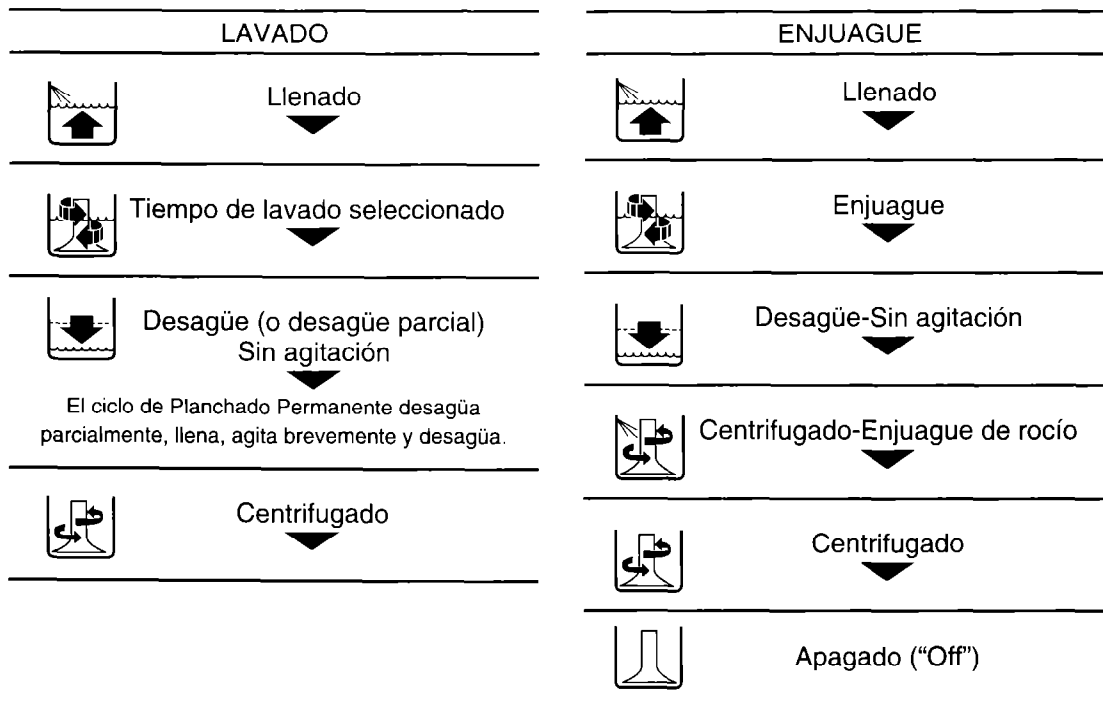 LAVADO
Llenado
Tiempo de lavado seleccionado
Desagüe (o desagüe parcial)
Sin agitación
El ciclo de Planchado Permanente desagüa
parcialmente, llena, agita brevemente y desagüa.
Centrifugado
ENJUAGUE
Llenado
Enjuague
Desagüe-Sin agitación
Centrifugado-Enjuague de rocío
Centrifugado
Apagado (“Off”)